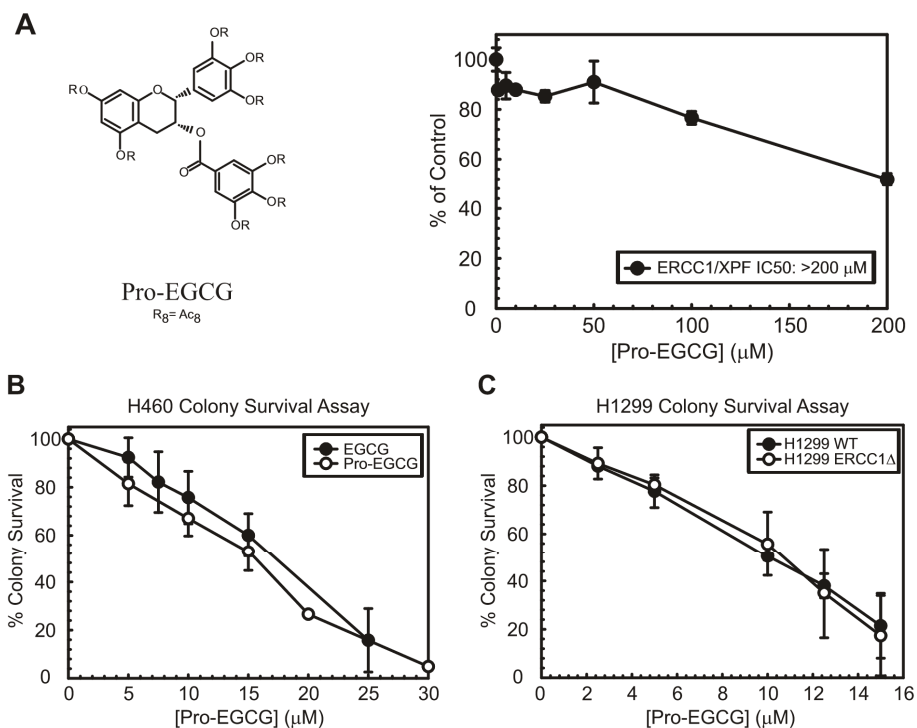 A
OR
OR
RO
O
OR
OR
O
O
OR
OR
OR
Pro-EGCG
R8= Ac8
% of Control
100
80
60
40
20
0
ERCC1/XPF IC50: >200 μM
0 50 100 150 200
[Pro-EGCG] (μM)
B
H460 Colony Survival Assay
% Colony Survival
100
80
60
40
20
0
EGCG
Pro-EGCG
0 5 10 15 20 25 30
[Pro-EGCG] (μM)
C
H1299 Colony Survival Assay
% Colony Survival
100
80
60
40
20
0
H1299 WT
H1299 ERCC1Δ
0 2 4 6 8 10 12 14 16
[Pro-EGCG] (μM)